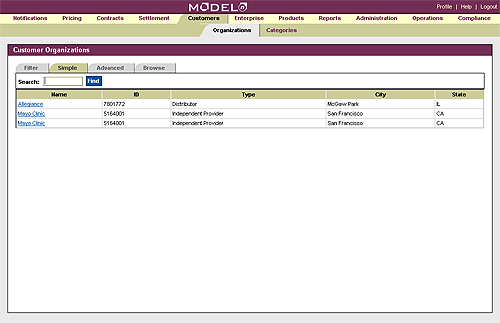 MODELN
Profile | Help | Logout
Notifications Pricing Contracts Settlement Customers Enterprise Products Reports Administration Operations Compliance
Organizations Categories
Customer Organizations
Filter Simple Advanced Browse
Search: Find
Name ID Type City State
Allegiance 7801772 Distributor McGaw Park IL
Mayo Clinic 5164001 Independent Provider San Francisco CA
Mayo Clinic 5164001 Independent Provider San Francisco CA